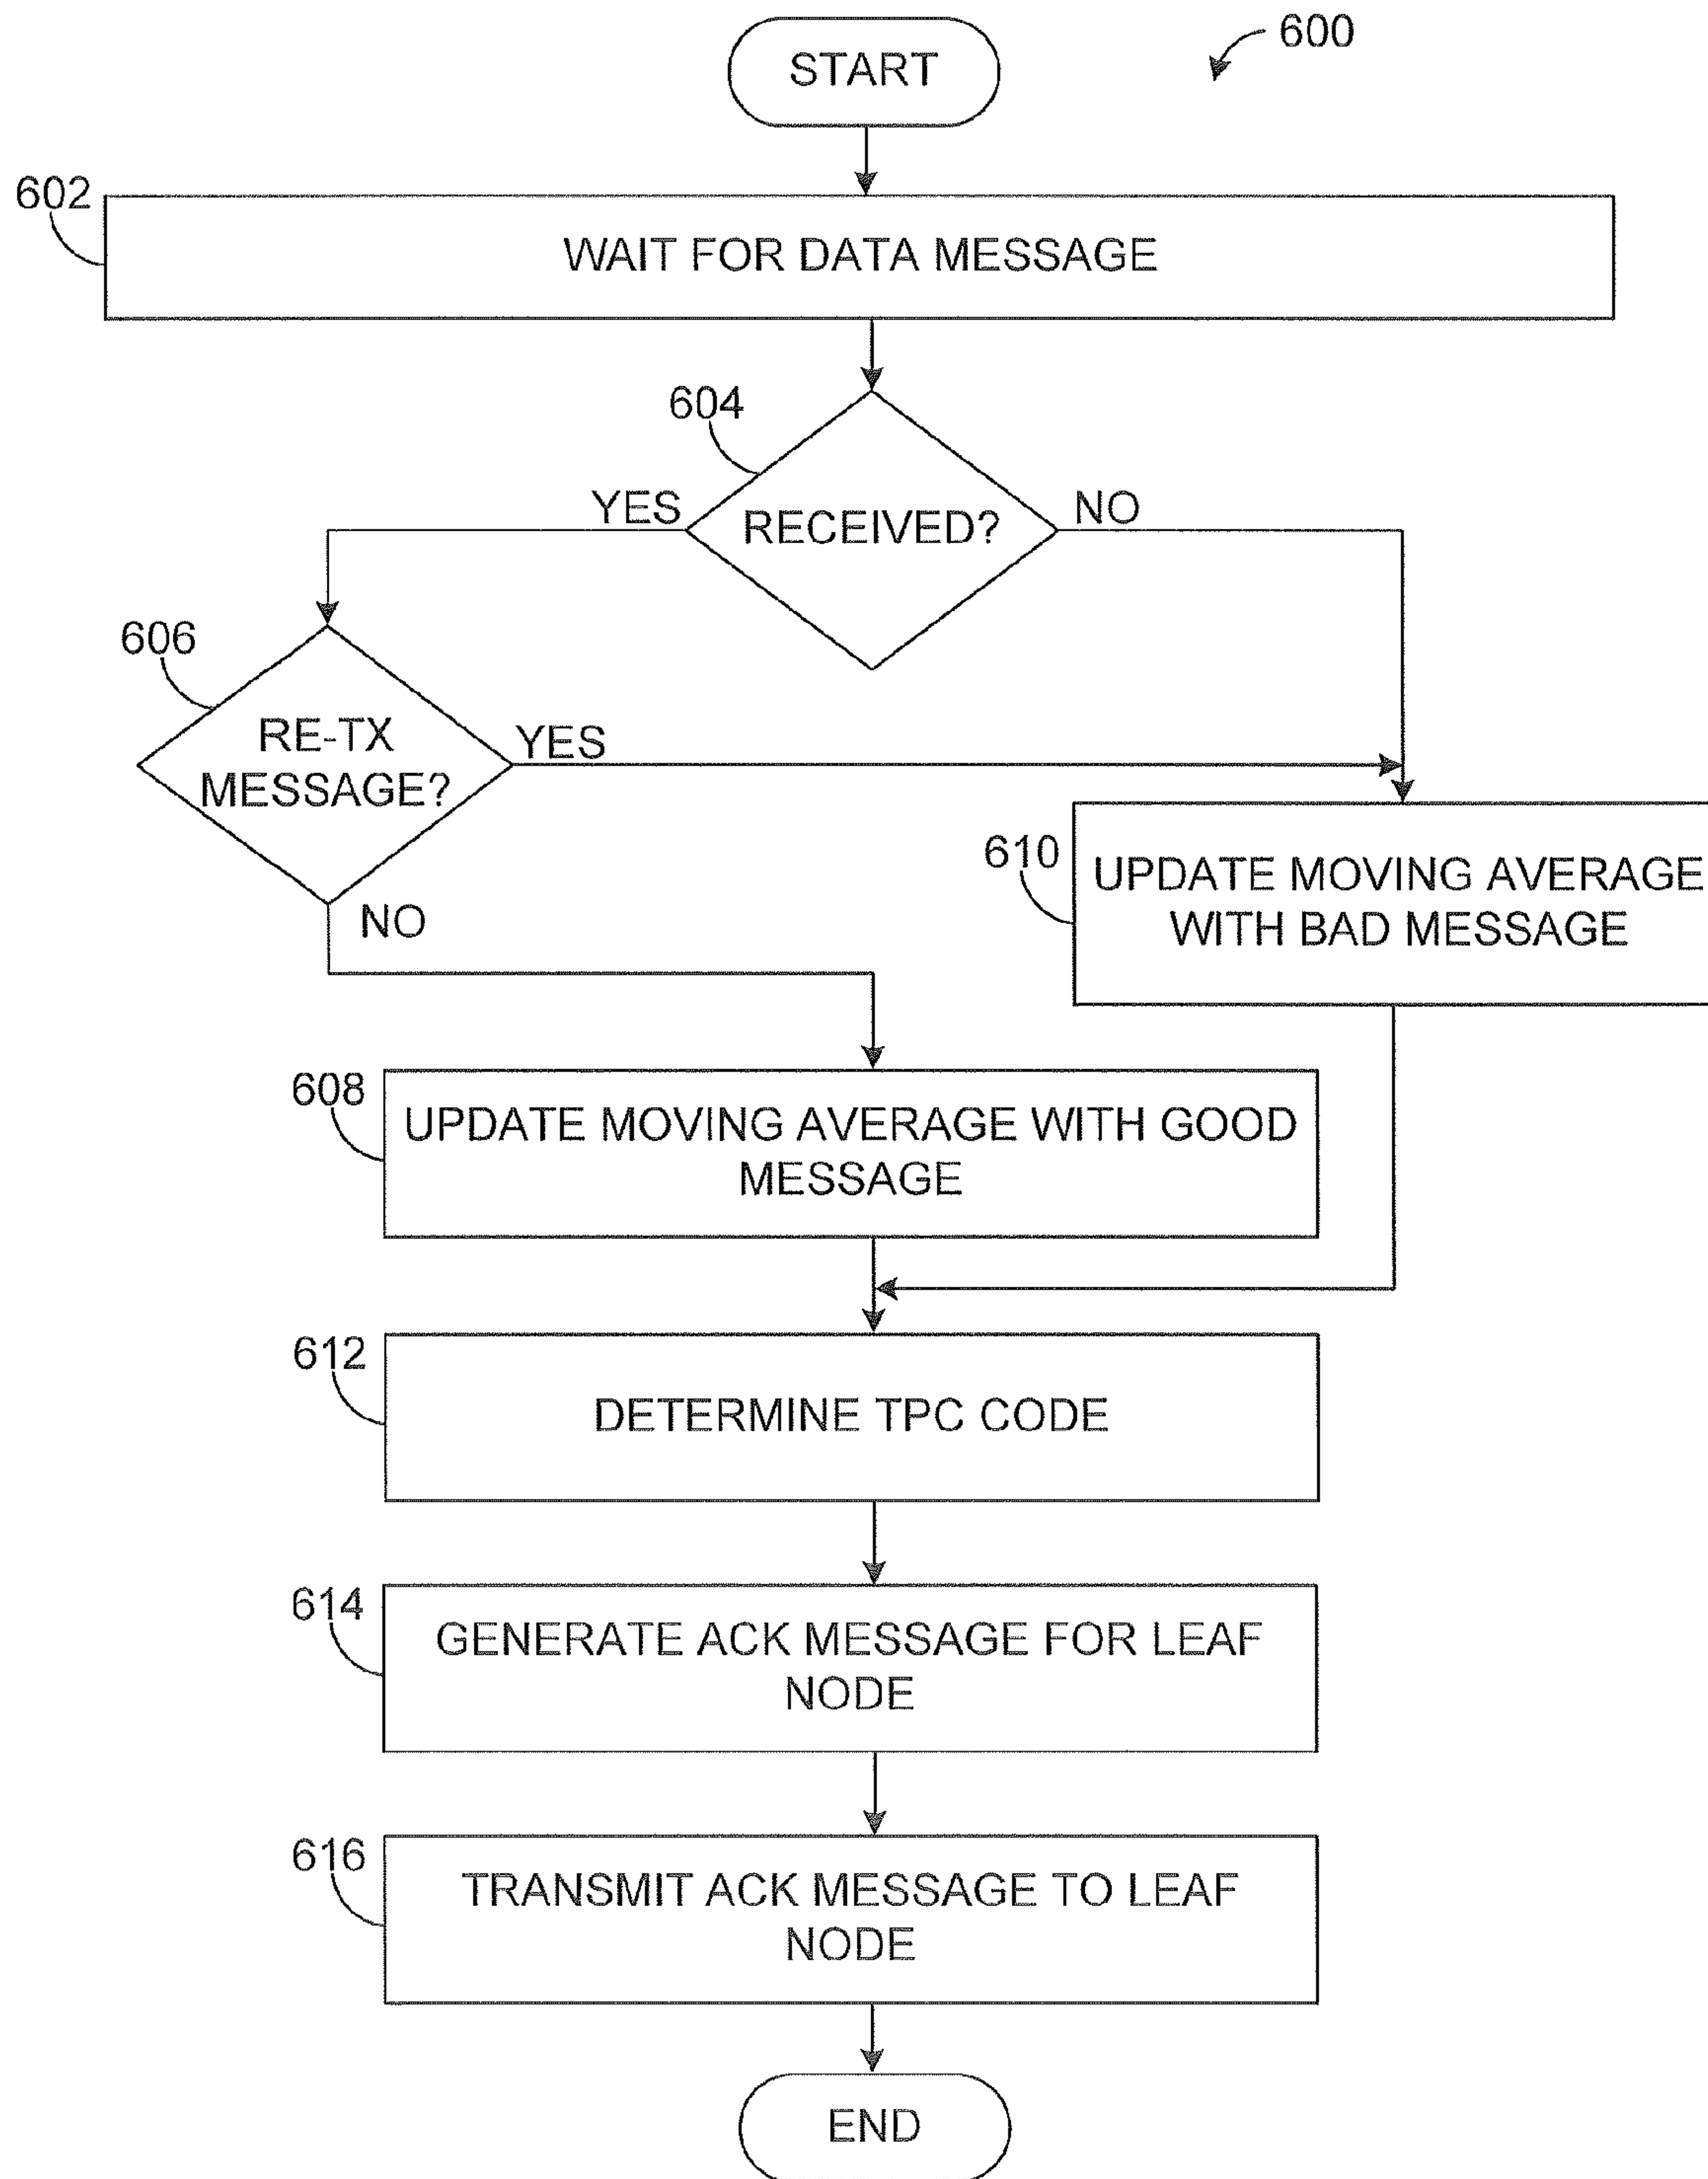 START
600
602
WAIT FOR DATA MESSAGE
604
YES
RECEIVED?
NO
606
RE-TX
MESSAGE?
YES
NO
610
UPDATE MOVING AVERAGE
WITH BAD MESSAGE
608
UPDATE MOVING AVERAGE WITH GOOD
MESSAGE
612
DETERMINE TPC CODE
614
GENERATE ACK MESSAGE FOR LEAF
NODE
616
TRANSMIT ACK MESSAGE TO LEAF
NODE
END